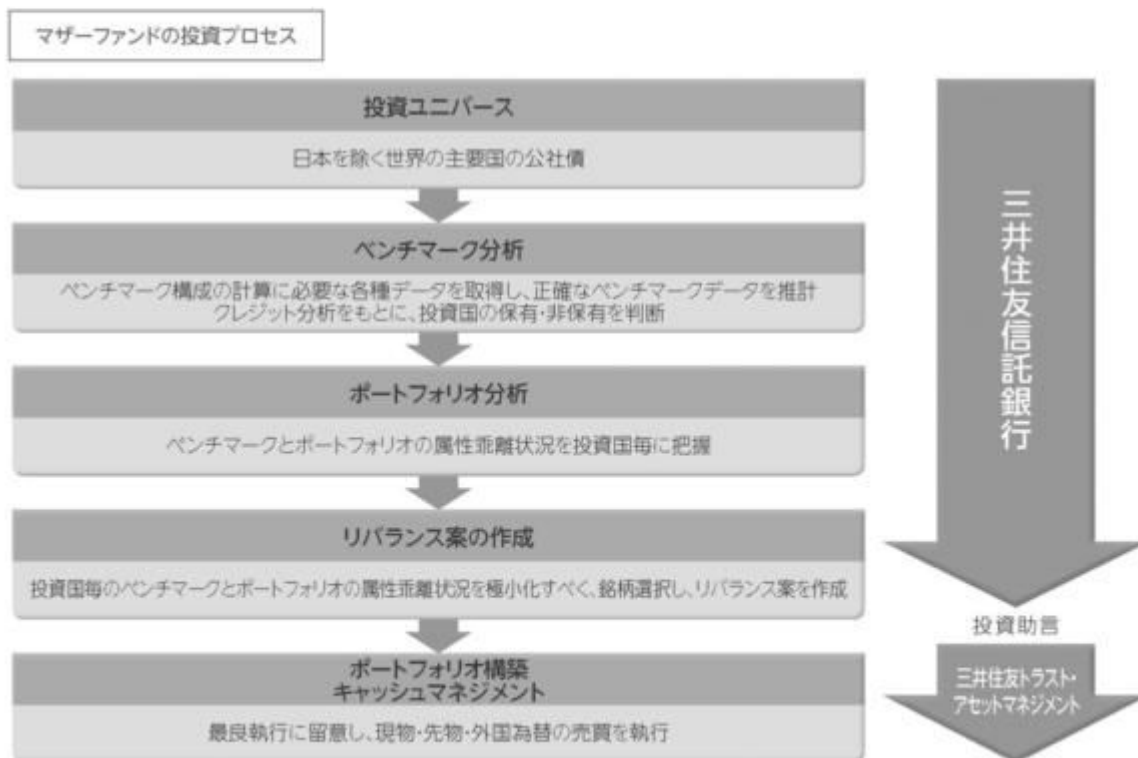 マザーファンドの投資プロセス
投資ユニバース
日本を除く世界の主要国の公社債
ベンチマーク分析
ベンチマーク構成の計算に必要な各種データを取得し、正確なベンチマークデータを推計
クレジット分析をもとに、投資国の保有・非保有を判断
ポートフォリオ分析
ベンチマークとポートフォリオの属性乖離状況を投資国毎に把握
リバランス案の作成
投資国毎のベンチマークとポートフォリオの属性乖離状況を極小化すべく、銘柄選択し、リバランス案を作成
ポートフォリオ構築
キャッシュマネジメント
最良執行に留意し、現物・先物・外国為替の売買を執行
三井住友信託銀行
投資助言
三井住友トラスト・
アセットマネジメント